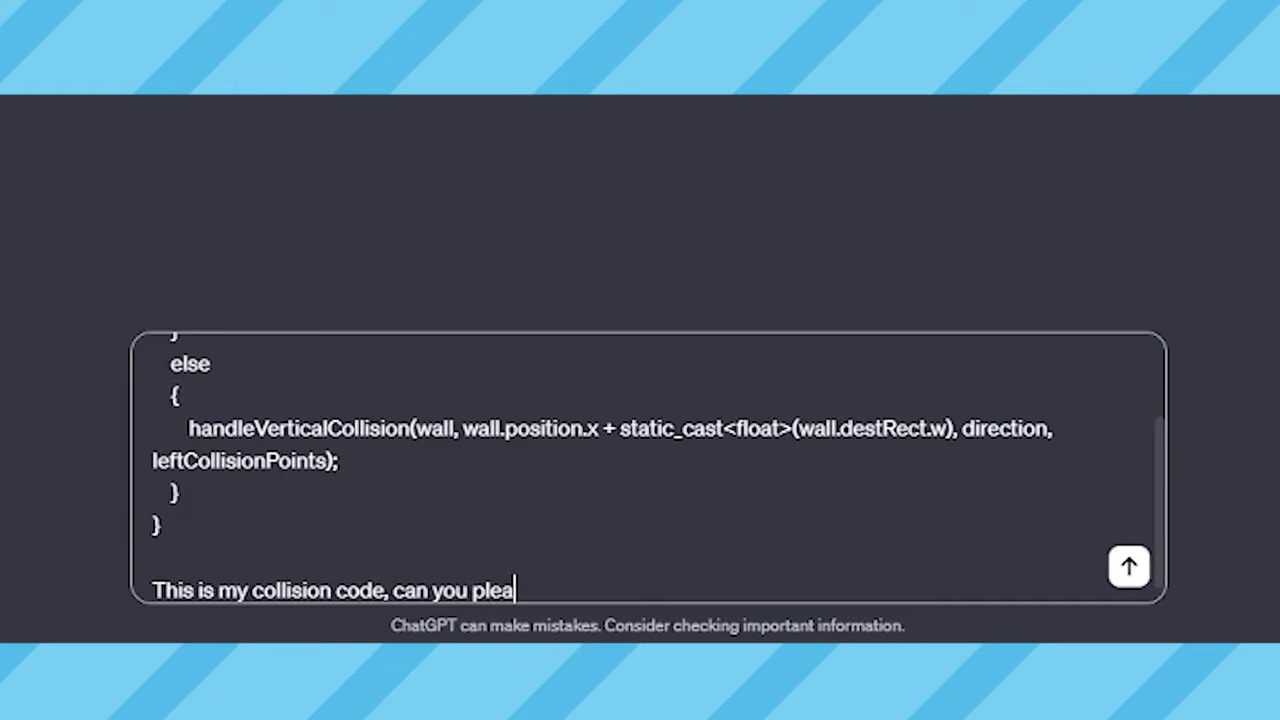 }
else
{
handleVerticalCollision(wall, wall.position.x + static_cast<float>(wall.destRect.w), direction,
leftCollisionPoints);
}
}
This is my collision code, can you plea
ChatGPT can make mistakes. Consider checking important information.